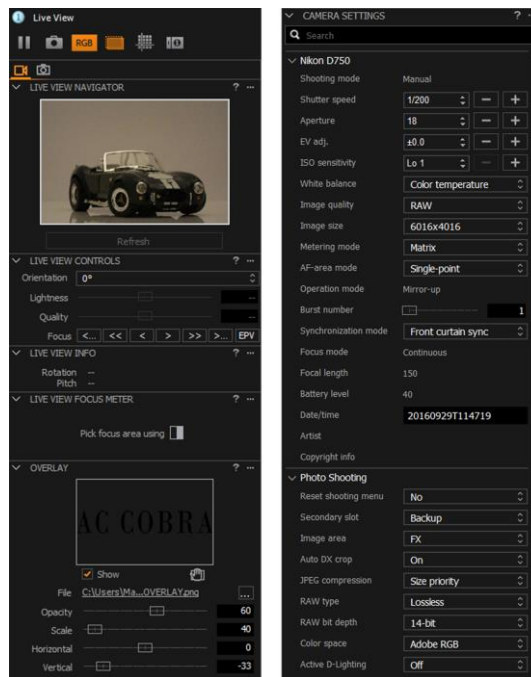 Live View
RGB
LIVE VIEW NAVIGATOR ? ...
Refresh
LIVE VIEW CONTROLS ? ...
Orientation 0°
Lightness --
Quality --
Focus <... << < > >> >... EPV
LIVE VIEW INFO ? ...
Rotation --
Pitch --
LIVE VIEW FOCUS METER ? ...
Pick focus area using
OVERLAY ? ...
AC COBRA
Show
File C:\Users\Ma...OVERLAY.png ...
Opacity 60
Scale 40
Horizontal 0
Vertical -33
CAMERA SETTINGS ? ...
Search
Nikon D750
Shooting mode Manual
Shutter speed 1/200 − +
Aperture 18 − +
EV adj. ±0.0 − +
ISO sensitivity Lo 1 − +
White balance Color temperature
Image quality RAW
Image size 6016x4016
Metering mode Matrix
AF-area mode Single-point
Operation mode Mirror-up
Burst number 1
Synchronization mode Front curtain sync
Focus mode Continuous
Focal length 150
Battery level 40
Date/time 20160929T114719
Artist
Copyright info
Photo Shooting
Reset shooting menu No
Secondary slot Backup
Image area FX
Auto DX crop On
JPEG compression Size priority
RAW type Lossless
RAW bit depth 14-bit
Color space Adobe RGB
Active D-Lighting Off